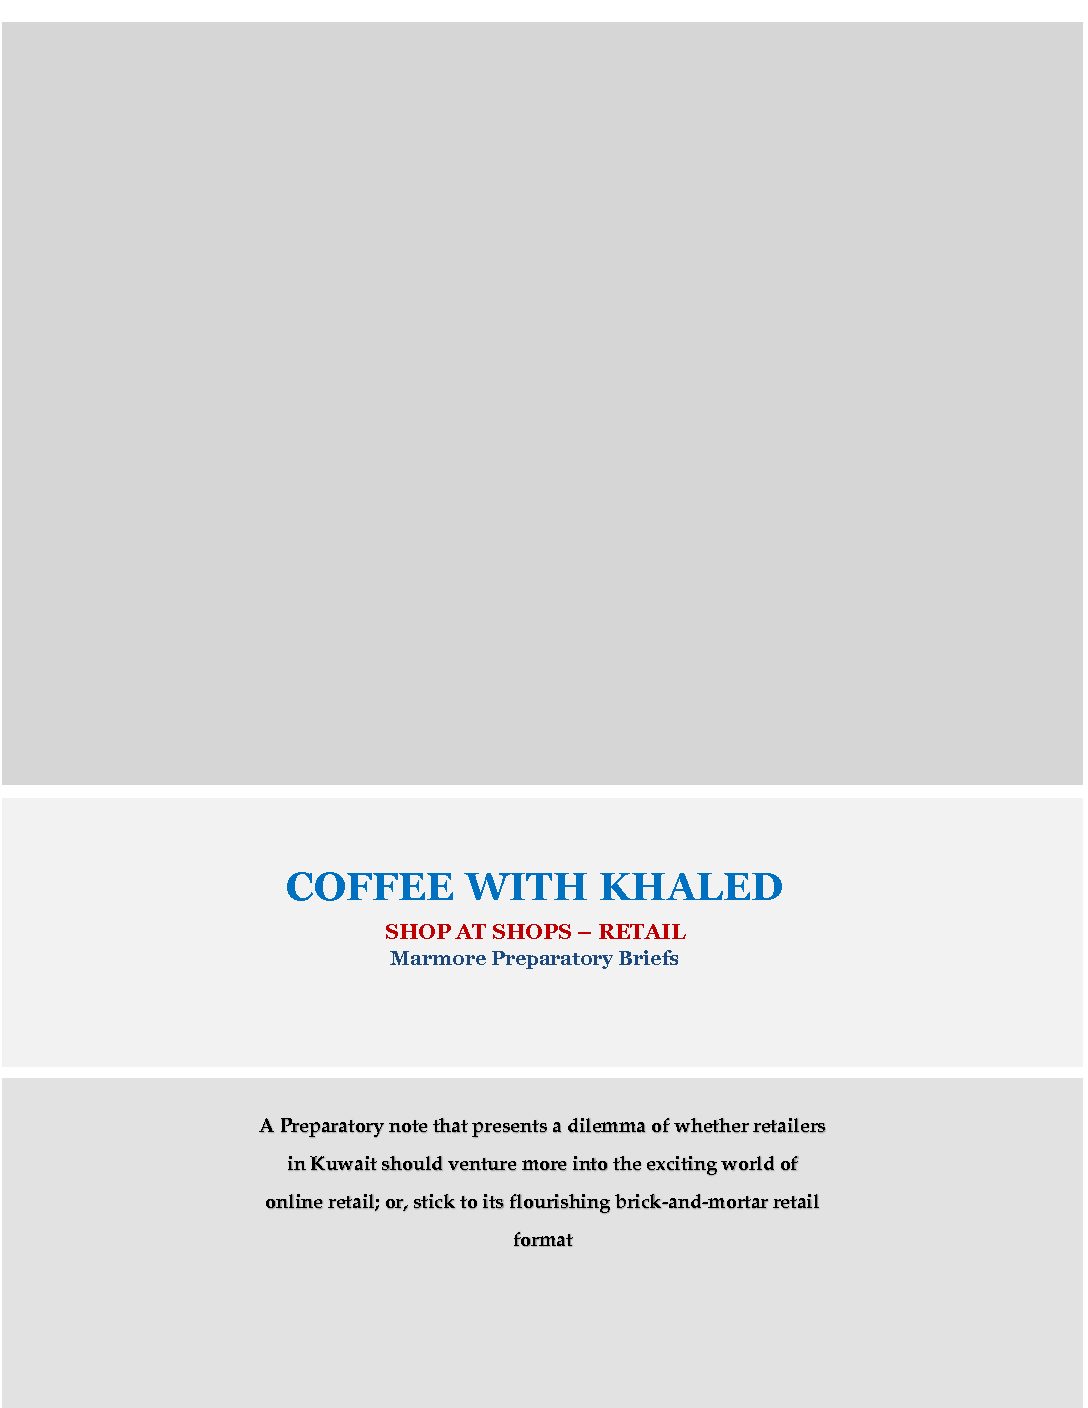 COFFEE WITH KHALED
SHOP AT SHOPS – RETAIL
Marmore Preparatory Briefs
A Preparatory note that presents a dilemma of whether retailers
in Kuwait should venture more into the exciting world of
online retail; or, stick to its flourishing brick-and-mortar retail
format